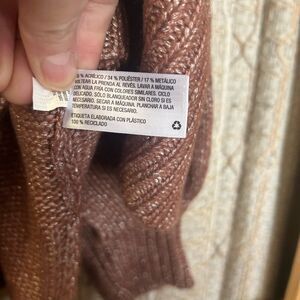 % ACRÍLICO / 34 % POLIÉSTER / 17 % METÁLICO
VOLTEAR LA PRENDA AL REVÉS. LAVAR A MÁQUINA
CON AGUA FRÍA CON COLORES SIMILARES. CICLO
DELICADO. SÓLO BLANQUEADOR SIN CLORO SI ES
NECESARIO. SECAR A MÁQUINA. PLANCHAR A BAJA
TEMPERATURA SI ES NECESARIO.
ETIQUETA ELABORADA CON PLÁSTICO
100 % RECICLADO